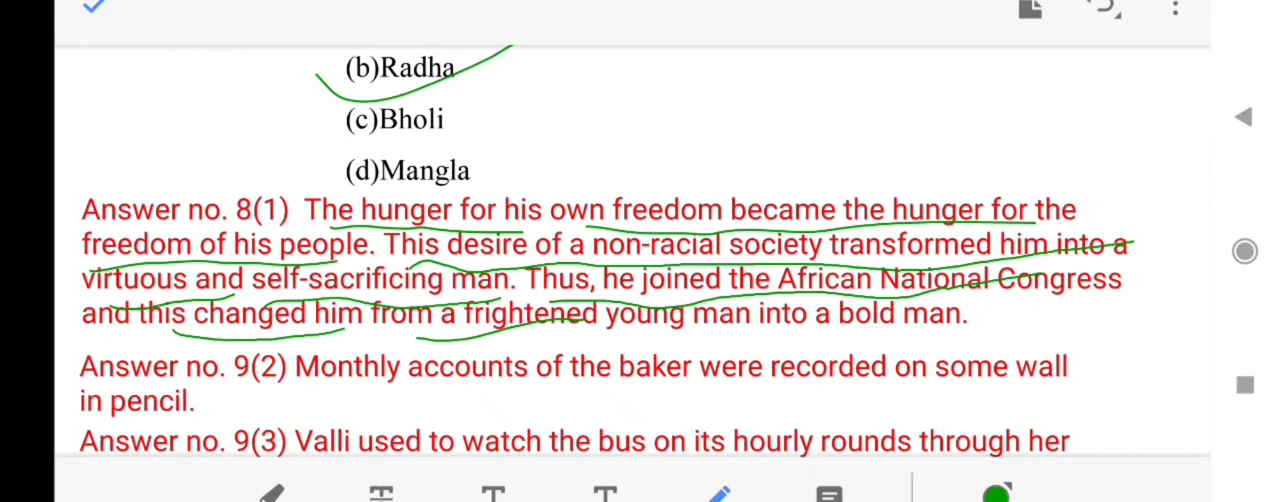 (b)Radha
(c)Bholi
(d)Mangla
Answer no. 8(1) The hunger for his own freedom became the hunger for the
freedom of his people. This desire of a non-racial society transformed him into a
virtuous and self-sacrificing man. Thus, he joined the African National Congress
and this changed him from a frightened young man into a bold man.
Answer no. 9(2) Monthly accounts of the baker were recorded on some wall
in pencil.
Answer no. 9(3) Valli used to watch the bus on its hourly rounds through her